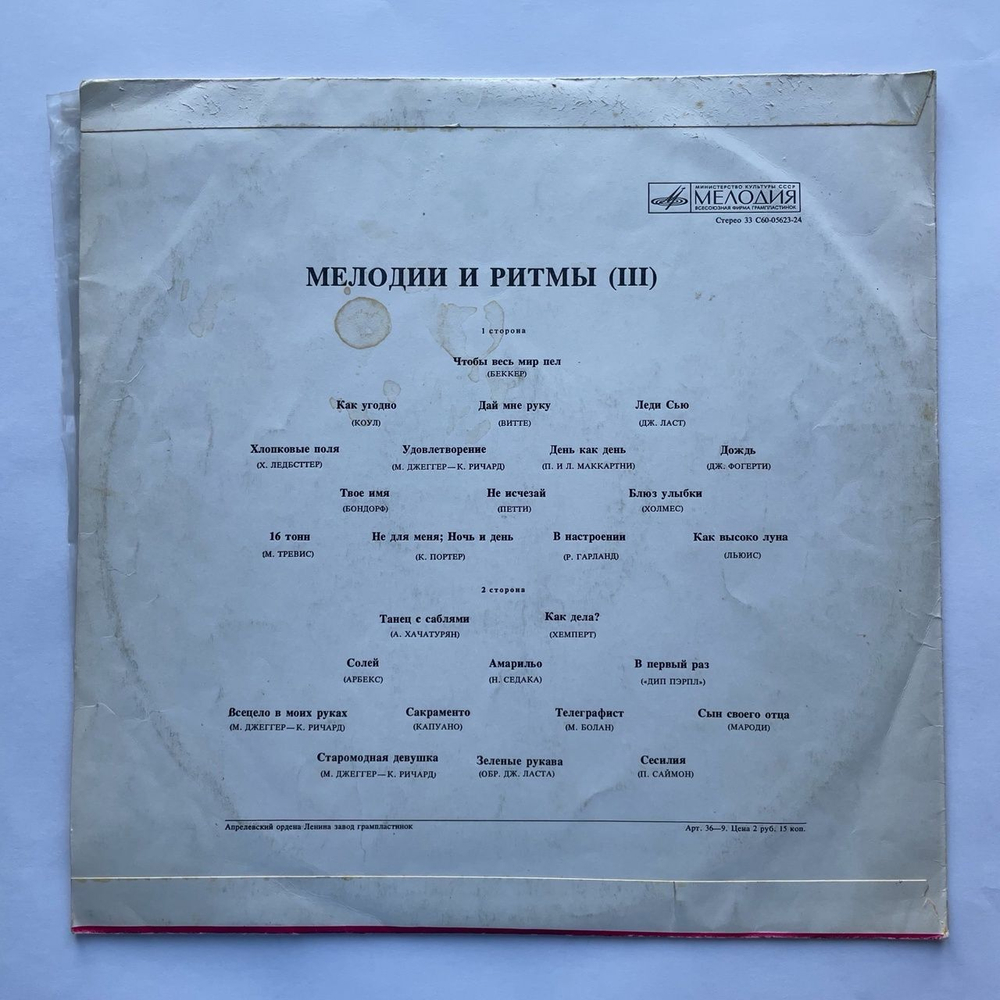 МИНИСТЕРСТВО КУЛЬТУРЫ СССР
МЕЛОДИЯ
ВСЕСОЮЗНАЯ ФИРМА ГРАМПЛАСТИНОК
Стерео 33 С60-05623-24
МЕЛОДИИ И РИТМЫ (III)
1 сторона
Чтобы весь мир пел
(БЕККЕР)
Как угодно Дай мне руку Леди Сью
(КОУЛ) (ВИТТЕ) (ДЖ. ЛАСТ)
Хлопковые поля Удовлетворение День как день Дождь
(Х. ЛЕДБСТТЕР) (М. ДЖЕГГЕР—К. РИЧАРД) (П. И Л. МАККАРТНИ) (ДЖ. ФОГЕРТИ)
Твое имя Не исчезай Блюз улыбки
(БОНДОРФ) (ПЕТТИ) (ХОЛМЕС)
16 тонн Не для меня; Ночь и день В настроении Как высоко луна
(М. ТРЕВИС) (К. ПОРТЕР) (Р. ГАРЛАНД) (ЛЬЮИС)
2 сторона
Танец с саблями Как дела?
(А. ХАЧАТУРЯН) (ХЕМПЕРТ)
Солей Амарильо В первый раз
(АРБЕКС) (Н. СЕДАКА) («ДИП ПЭРПЛ»)
Всецело в моих руках Сакраменто Телеграфист Сын своего отца
(М. ДЖЕГГЕР—К. РИЧАРД) (КАПУАНО) (М. БОЛАН) (МАРОДИ)
Старомодная девушка Зеленые рукава Сесилия
(М. ДЖЕГГЕР—К. РИЧАРД) (ОБР. ДЖ. ЛАСТА) (П. САЙМОН)
Апрелевский ордена Ленина завод грампластинок Арт. 36—9. Цена 2 руб. 15 коп.